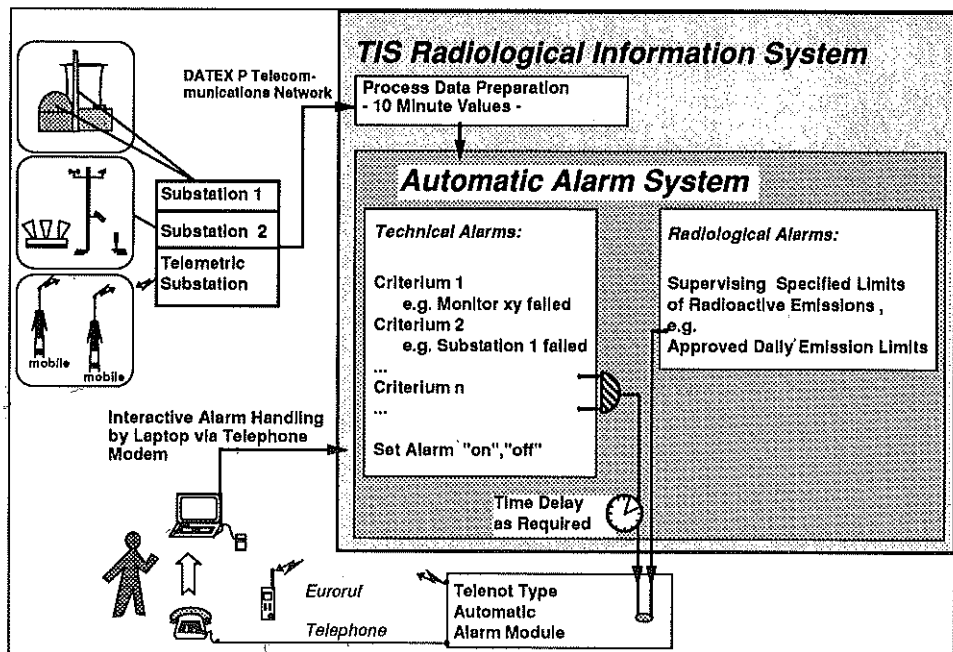 TIS Radiological Information System
DATEX P Telecom-
munications Network
Process Data Preparation
- 10 Minute Values -
Automatic Alarm System
Substation 1
Substation 2
Telemetric
Substation
mobile
mobile
Technical Alarms:
Criterium 1
e.g. Monitor xy failed
Criterium 2
e.g. Substation 1 failed
...
Criterium n
...
Set Alarm "on","off"
Radiological Alarms:
Supervising Specified Limits
of Radioactive Emissions ,
e.g.
Approved Daily Emission Limits
Interactive Alarm Handling
by Laptop via Telephone
Modem
Time Delay
as Required
Euroruf
Telephone
Telenot Type
Automatic
Alarm Module